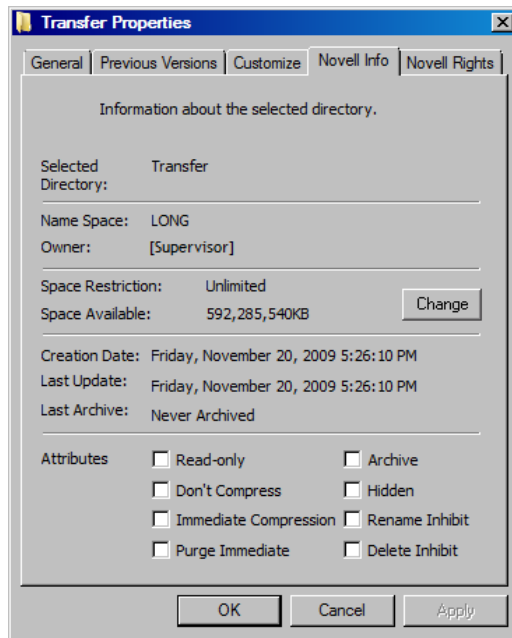 Transfer Properties
General Previous Versions Customize Novell Info Novell Rights
Information about the selected directory.
Selected Directory: Transfer
Name Space: LONG
Owner: [Supervisor]
Space Restriction: Unlimited
Space Available: 592,285,540KB
Change
Creation Date: Friday, November 20, 2009 5:26:10 PM
Last Update: Friday, November 20, 2009 5:26:10 PM
Last Archive: Never Archived
Attributes Read-only Archive
Don't Compress Hidden
Immediate Compression Rename Inhibit
Purge Immediate Delete Inhibit
OK Cancel Apply